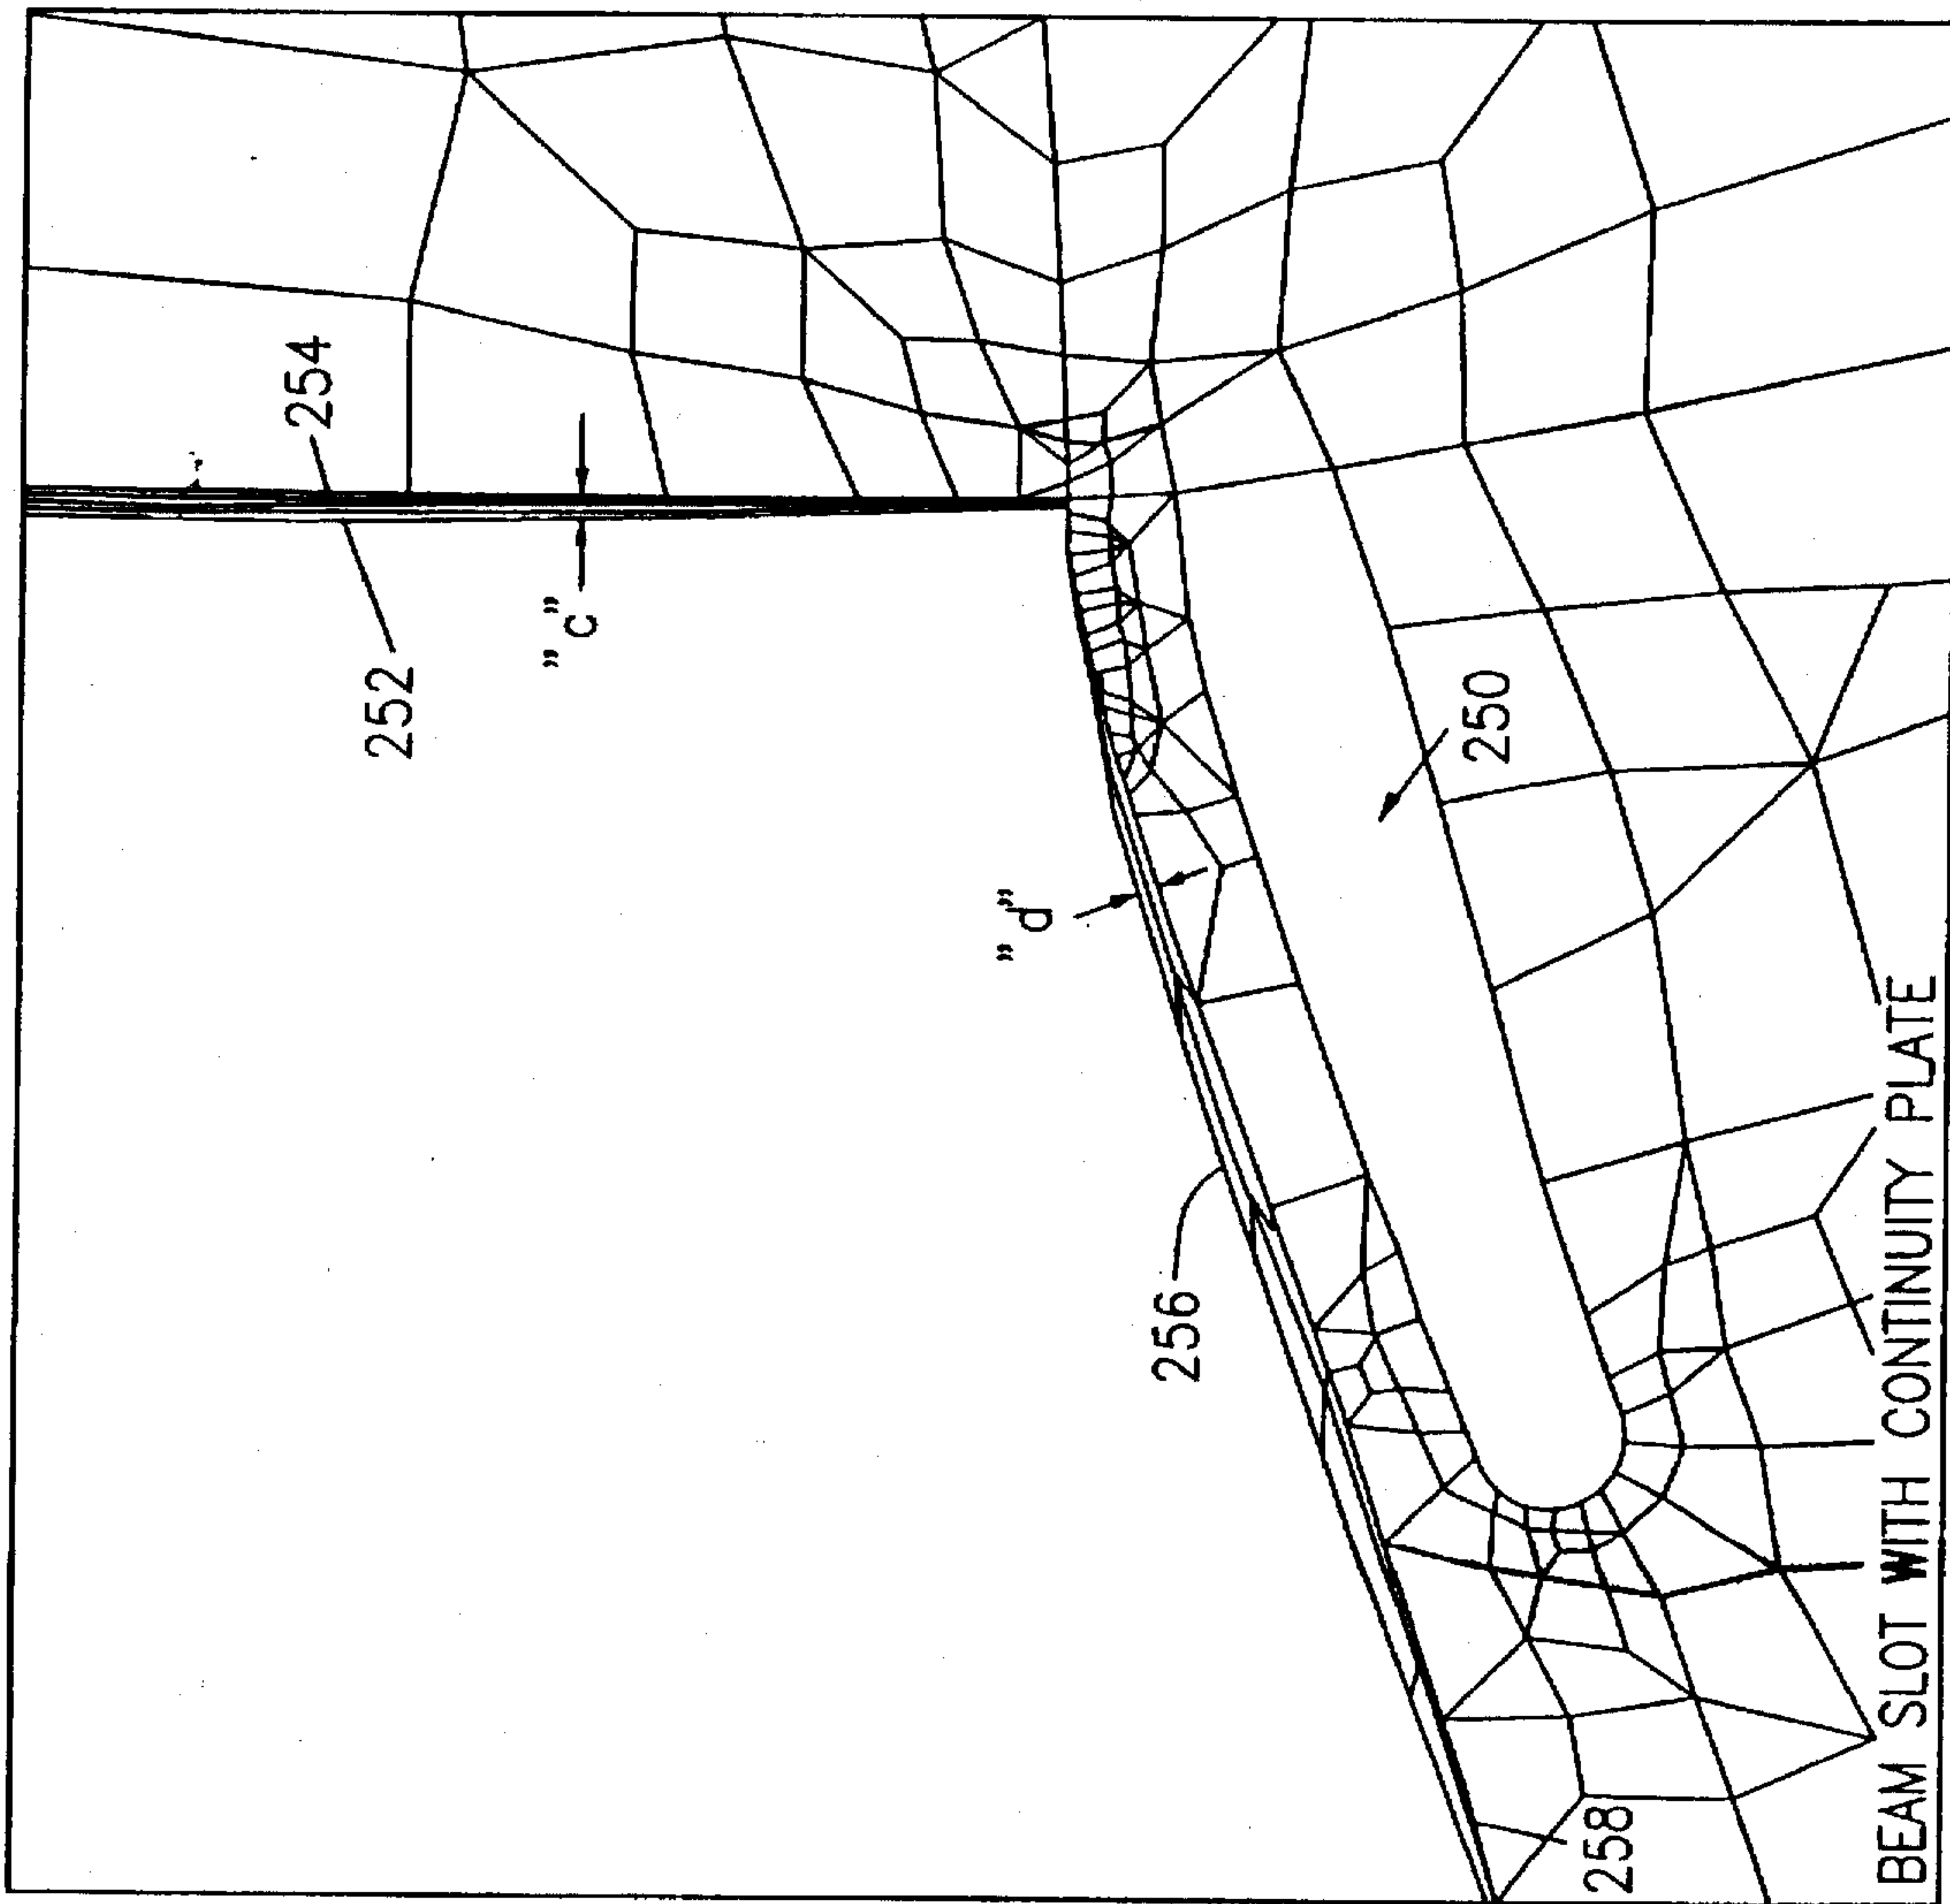 254
252
"c"
"d"
250
256
258
BEAM SLOT WITH CONTINUITY PLATE